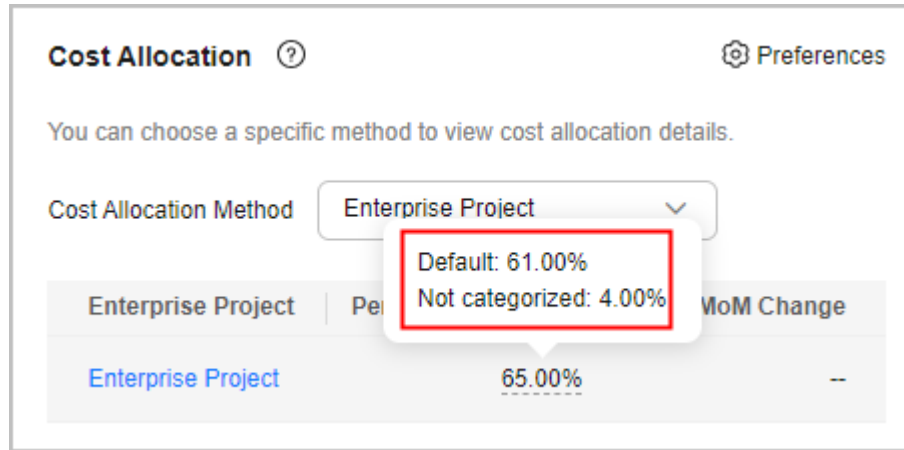 Cost Allocation Preferences
You can choose a specific method to view cost allocation details.
Cost Allocation Method Enterprise Project
Default: 61.00%
Not categorized: 4.00%
Enterprise Project MoM Change
Enterprise Project 65.00% --